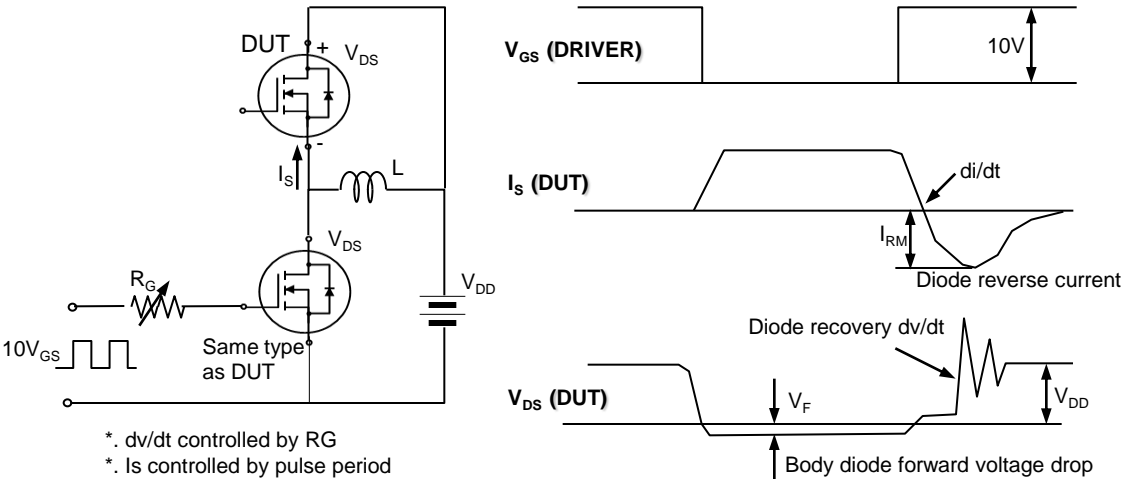 DUT
+
V_DS
-
I_S
L
V_DS
R_G
V_DD
10V_GS
Same type
as DUT
*. dv/dt controlled by RG
*. Is controlled by pulse period
V_GS (DRIVER)
10V
I_S (DUT)
di/dt
I_RM
Diode reverse current
Diode recovery dv/dt
V_DS (DUT)
V_F
V_DD
Body diode forward voltage drop